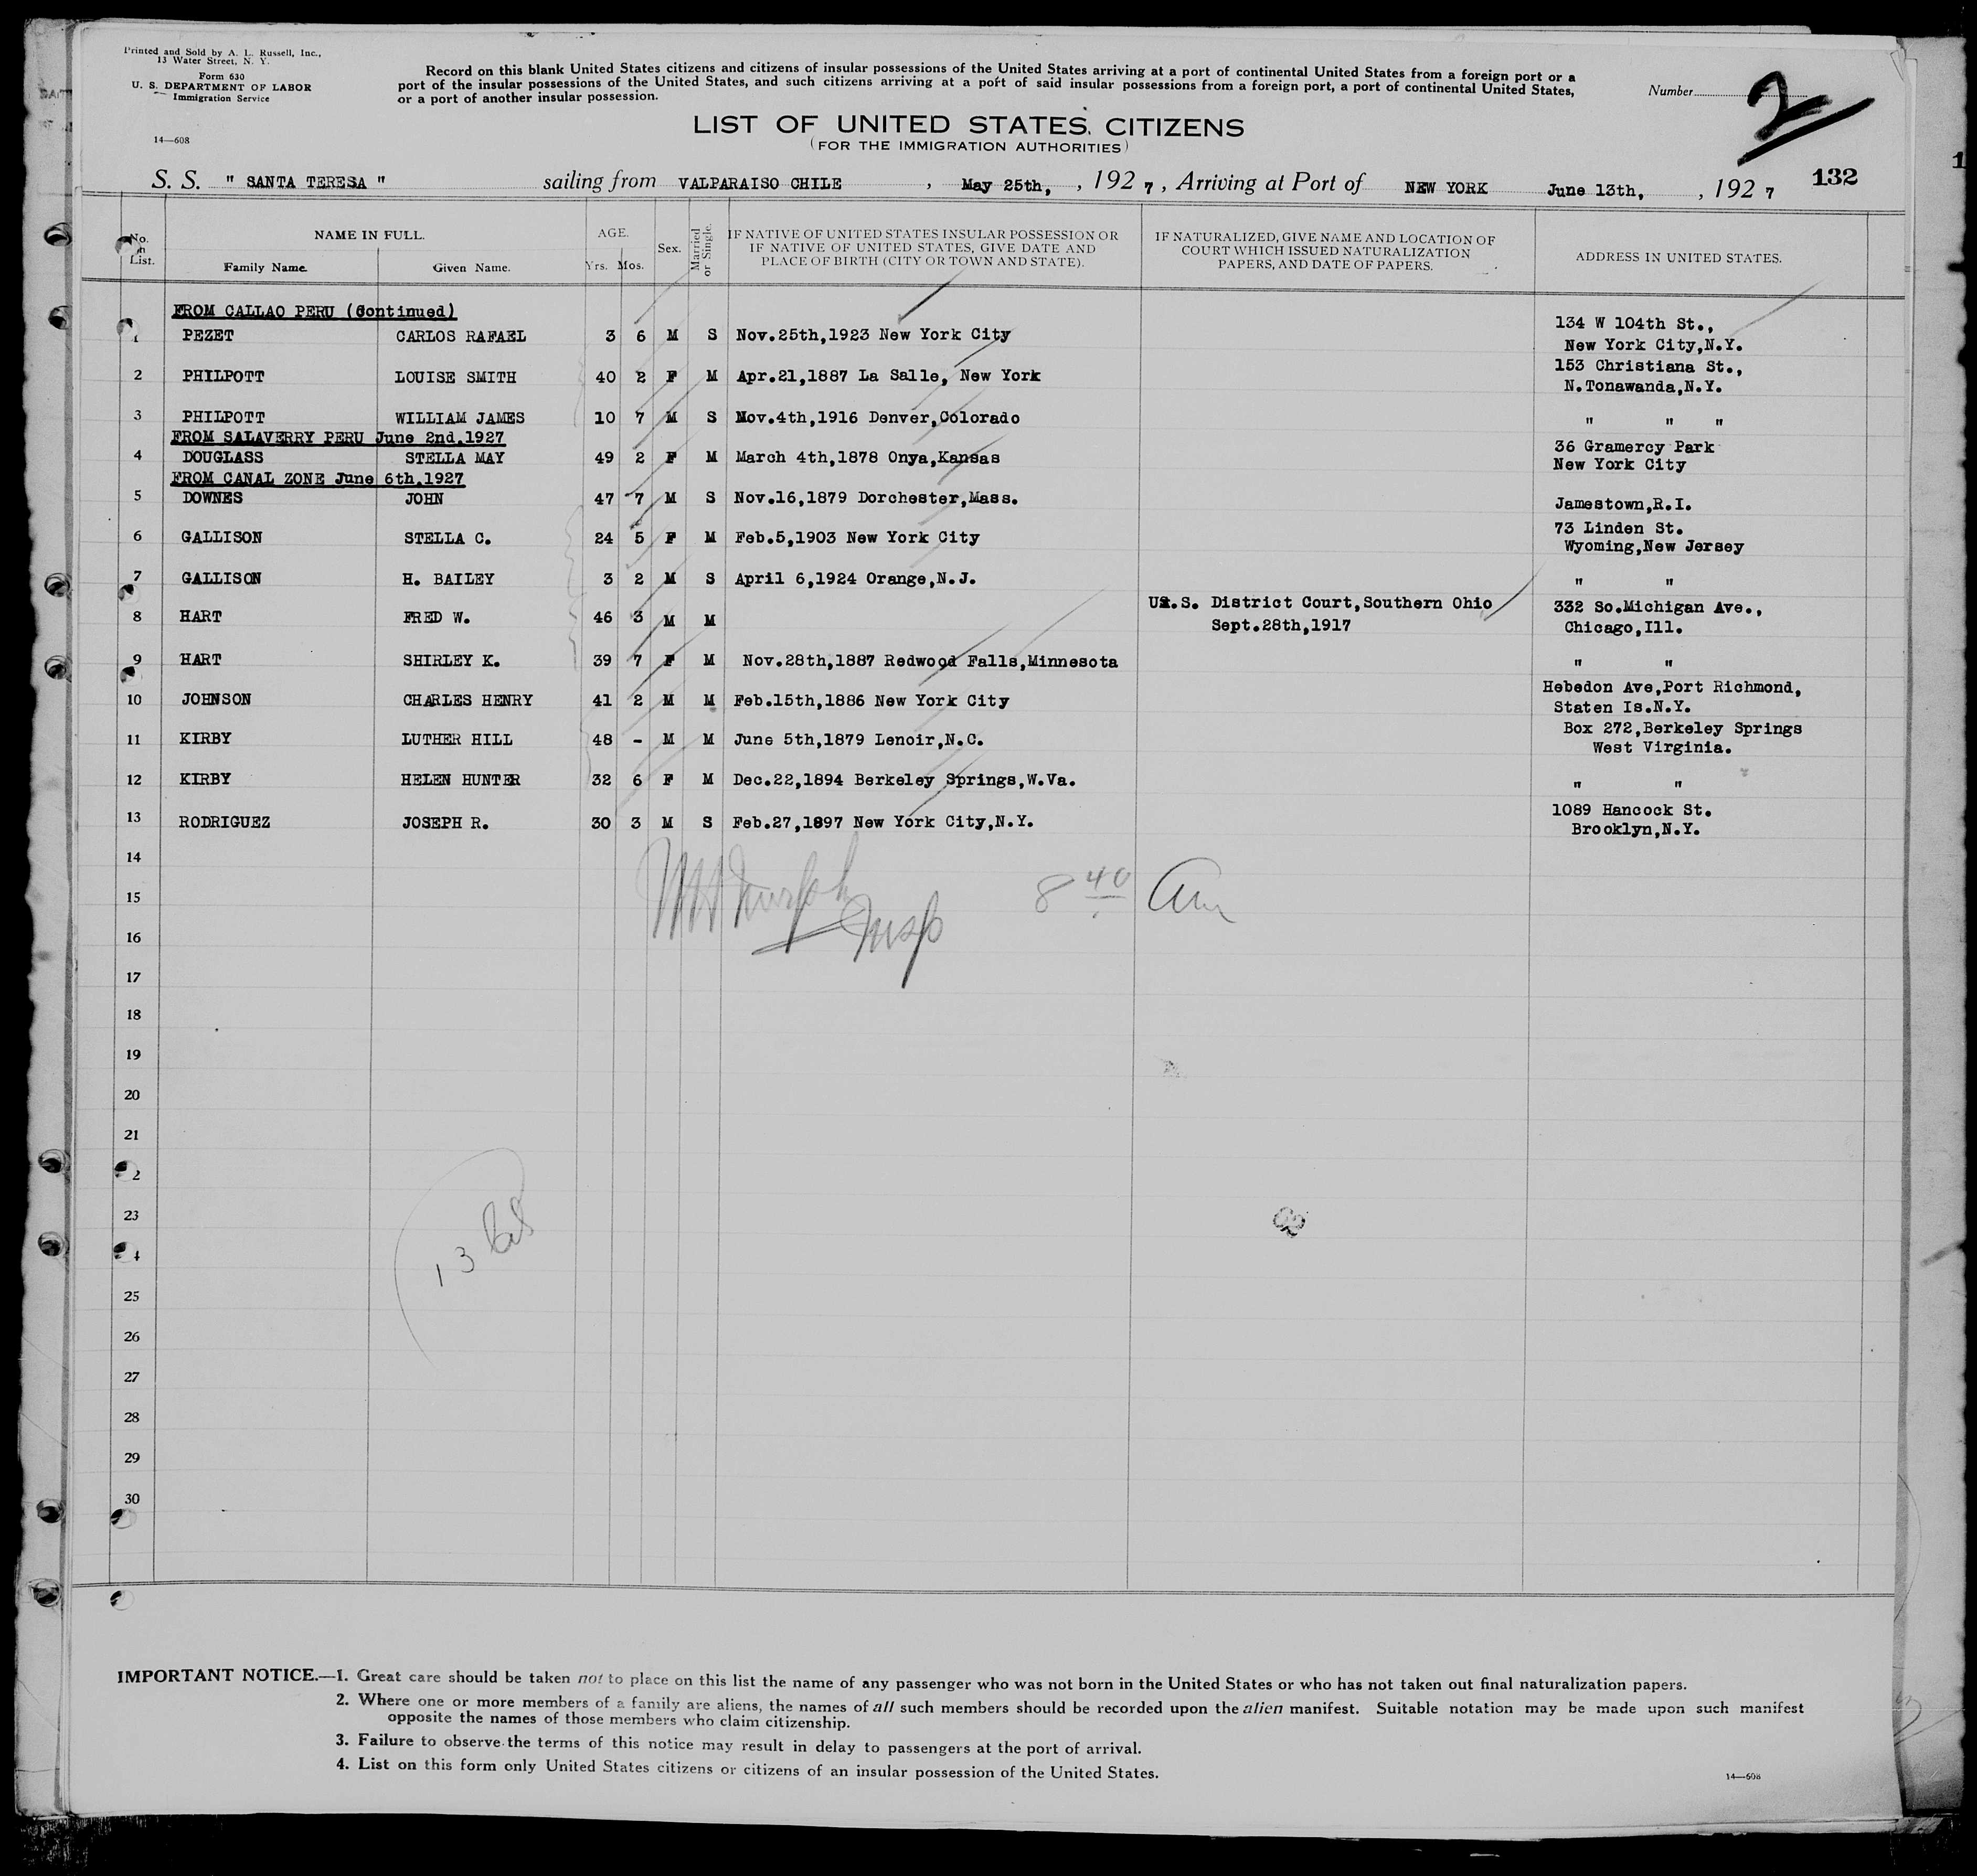 Printed and Sold by A. L. Russell, Inc.,
13 Water Street, N. Y.
Form 630
U. S. DEPARTMENT OF LABOR
Immigration Service
14—608
Record on this blank United States citizens and citizens of insular possessions of the United States arriving at a port of continental United States from a foreign port or a
port of the insular possessions of the United States, and such citizens arriving at a port of said insular possessions from a foreign port, a port of continental United States,
or a port of another insular possession.
Number 2
LIST OF UNITED STATES CITIZENS
(FOR THE IMMIGRATION AUTHORITIES)
S. S. " SANTA TERESA " sailing from VALPARAISO CHILE , May 25th, , 1927, Arriving at Port of NEW YORK June 13th, , 1927 132
No. in List. NAME IN FULL. Family Name. Given Name. AGE. Yrs. Mos. Sex. Married or Single. IF NATIVE OF UNITED STATES INSULAR POSSESSION OR IF NATIVE OF UNITED STATES, GIVE DATE AND PLACE OF BIRTH (CITY OR TOWN AND STATE). IF NATURALIZED, GIVE NAME AND LOCATION OF COURT WHICH ISSUED NATURALIZATION PAPERS, AND DATE OF PAPERS. ADDRESS IN UNITED STATES.
FROM CALLAO PERU (Continued)
1 PEZET CARLOS RAFAEL 3 6 M S Nov.25th,1923 New York City 134 W 104th St.,
New York City,N.Y.
2 PHILPOTT LOUISE SMITH 40 2 F M Apr.21,1887 La Salle, New York 153 Christiana St.,
N.Tonawanda,N.Y.
3 PHILPOTT WILLIAM JAMES 10 7 M S Nov.4th,1916 Denver,Colorado " " "
FROM SALAVERRY PERU June 2nd,1927
4 DOUGLASS STELLA MAY 49 2 F M March 4th,1878 Onya,Kansas 36 Gramercy Park
New York City
FROM CANAL ZONE June 6th,1927
5 DOWNES JOHN 47 7 M S Nov.16,1879 Dorchester,Mass. Jamestown,R.I.
6 GALLISON STELLA C. 24 5 F M Feb.5,1903 New York City 73 Linden St.
Wyoming,New Jersey
7 GALLISON H. BAILEY 3 2 M S April 6,1924 Orange,N.J. " "
8 HART FRED W. 46 3 M M U.S. District Court,Southern Ohio 332 So.Michigan Ave.,
Sept.28th,1917 Chicago,Ill.
9 HART SHIRLEY K. 39 7 F M Nov.28th,1887 Redwood Falls,Minnesota " "
10 JOHNSON CHARLES HENRY 41 2 M M Feb.15th,1886 New York City Hebedon Ave,Port Richmond,
Staten Is.N.Y.
11 KIRBY LUTHER HILL 48 - M M June 5th,1879 Lenoir,N.C. Box 272,Berkeley Springs
West Virginia.
12 KIRBY HELEN HUNTER 32 6 F M Dec.22,1894 Berkeley Springs,W.Va. " "
13 RODRIGUEZ JOSEPH R. 30 3 M S Feb.27,1897 New York City,N.Y. 1089 Hancock St.
Brooklyn,N.Y.
14
15 Insp 8 40 am
16
17
18
19
20
21
2
23
13
4
25
26
27
28
29
30
IMPORTANT NOTICE.—1. Great care should be taken not to place on this list the name of any passenger who was not born in the United States or who has not taken out final naturalization papers.
2. Where one or more members of a family are aliens, the names of all such members should be recorded upon the alien manifest. Suitable notation may be made upon such manifest
opposite the names of those members who claim citizenship.
3. Failure to observe the terms of this notice may result in delay to passengers at the port of arrival.
4. List on this form only United States citizens or citizens of an insular possession of the United States.
14—608